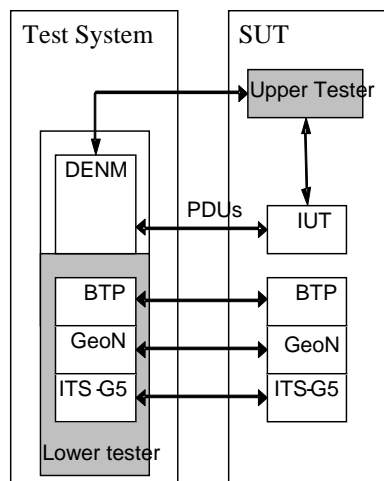 Test System
SUT
Upper Tester
DENM
PDUs
IUT
BTP
BTP
GeoN
GeoN
ITS-G5
ITS-G5
Lower tester